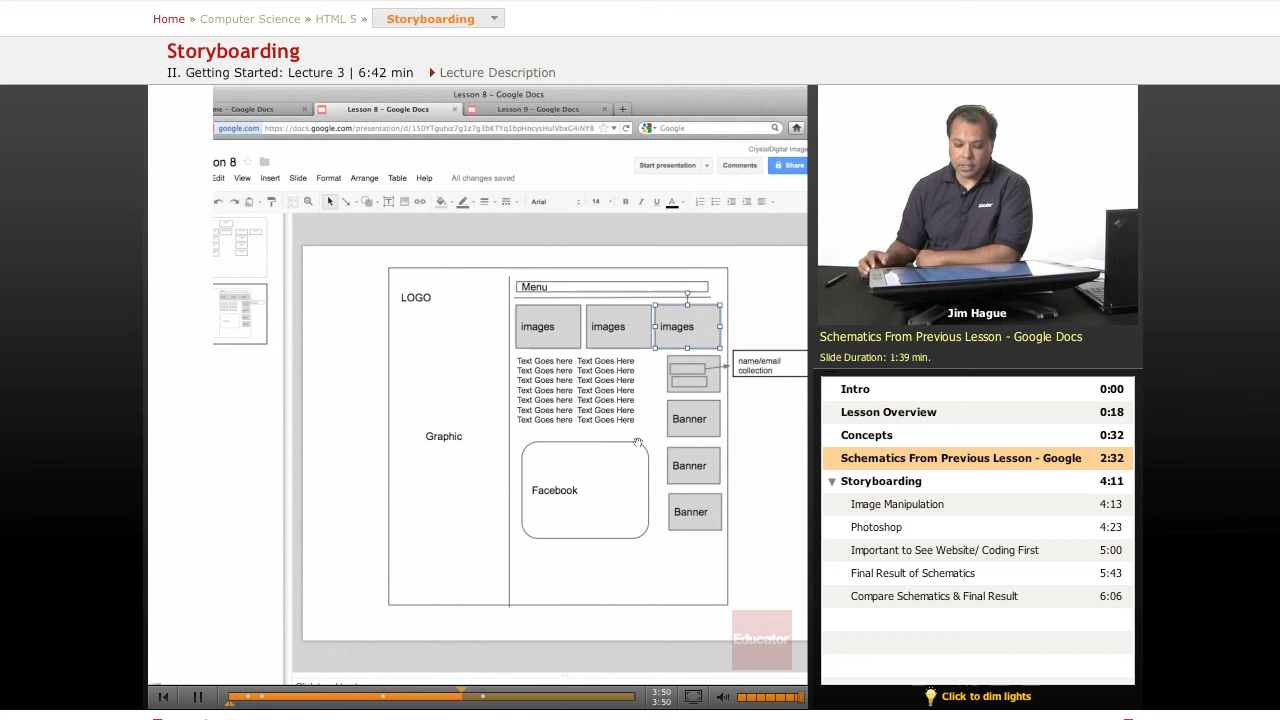 Home » Computer Science » HTML 5 » Storyboarding
Storyboarding
II. Getting Started: Lecture 3 | 6:42 min Lecture Description
Lesson 8 – Google Docs
me – Google Docs Lesson 8 – Google Docs Lesson 9 – Google Docs
google.com Google
on 8
Start presentation Comments Share
Edit View Insert Slide Format Arrange Table Help All changes saved
Arial 14 B I U A
Menu
LOGO
images images images
Text Goes here Text Goes Here
Text Goes here Text Goes Here
Text Goes here Text Goes Here
Text Goes here Text Goes Here
Text Goes here Text Goes Here
Text Goes here Text Goes Here
Text Goes here Text Goes Here
name/email
collection
Banner
Graphic
Banner
Facebook
Banner
Educator
3:50
3:50
Jim Hague
Schematics From Previous Lesson - Google Docs
Slide Duration: 1:39 min.
Intro 0:00
Lesson Overview 0:18
Concepts 0:32
Schematics From Previous Lesson - Google 2:32
Storyboarding 4:11
Image Manipulation 4:13
Photoshop 4:23
Important to See Website/ Coding First 5:00
Final Result of Schematics 5:43
Compare Schematics & Final Result 6:06
Click to dim lights